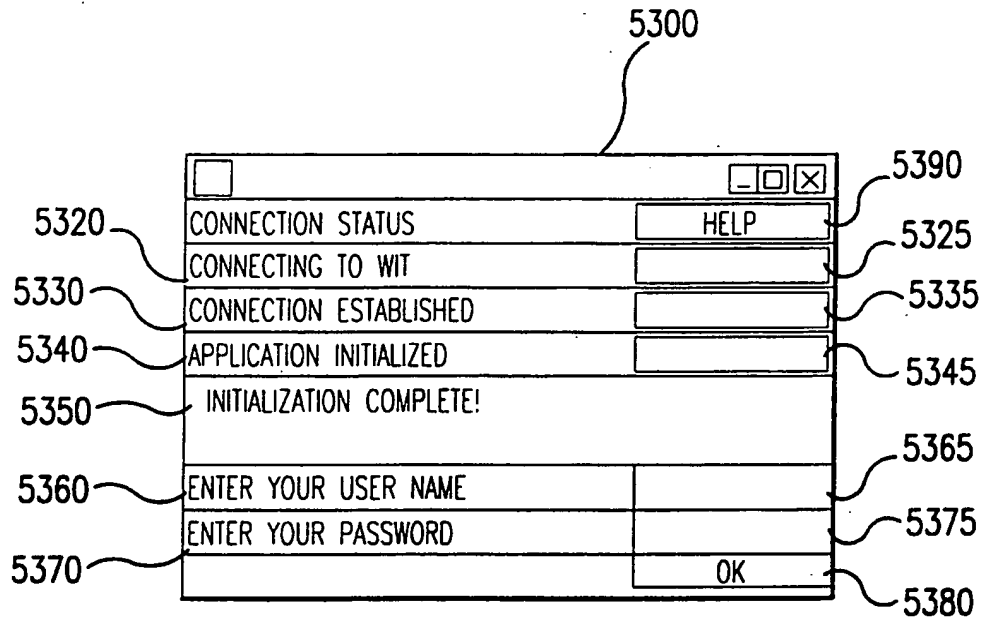 5300
5390
CONNECTION STATUS HELP
5320
5325
CONNECTING TO WIT
5330
5335
CONNECTION ESTABLISHED
5340
APPLICATION INITIALIZED
5345
5350
INITIALIZATION COMPLETE!
5365
5360
ENTER YOUR USER NAME
5375
ENTER YOUR PASSWORD
5370
OK
5380